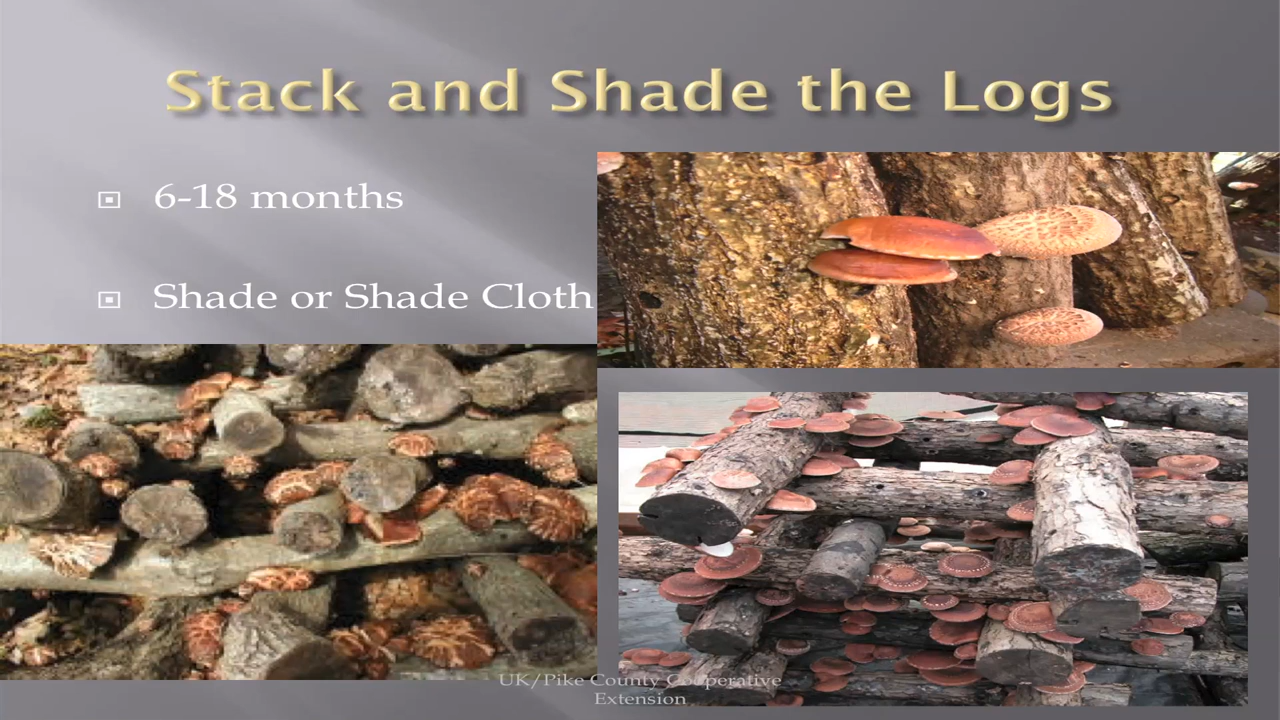 Stack and Shade the Logs
6-18 months
Shade or Shade Cloth
UK/Pike County Cooperative
Extension